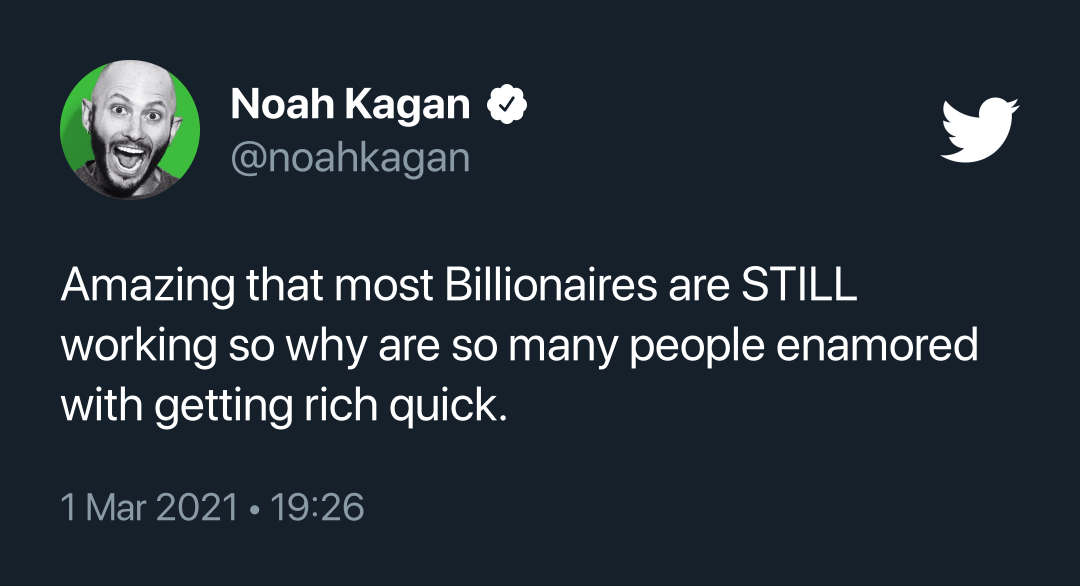 Noah Kagan
@noahkagan
Amazing that most Billionaires are STILL
working so why are so many people enamored
with getting rich quick.
1 Mar 2021 • 19:26